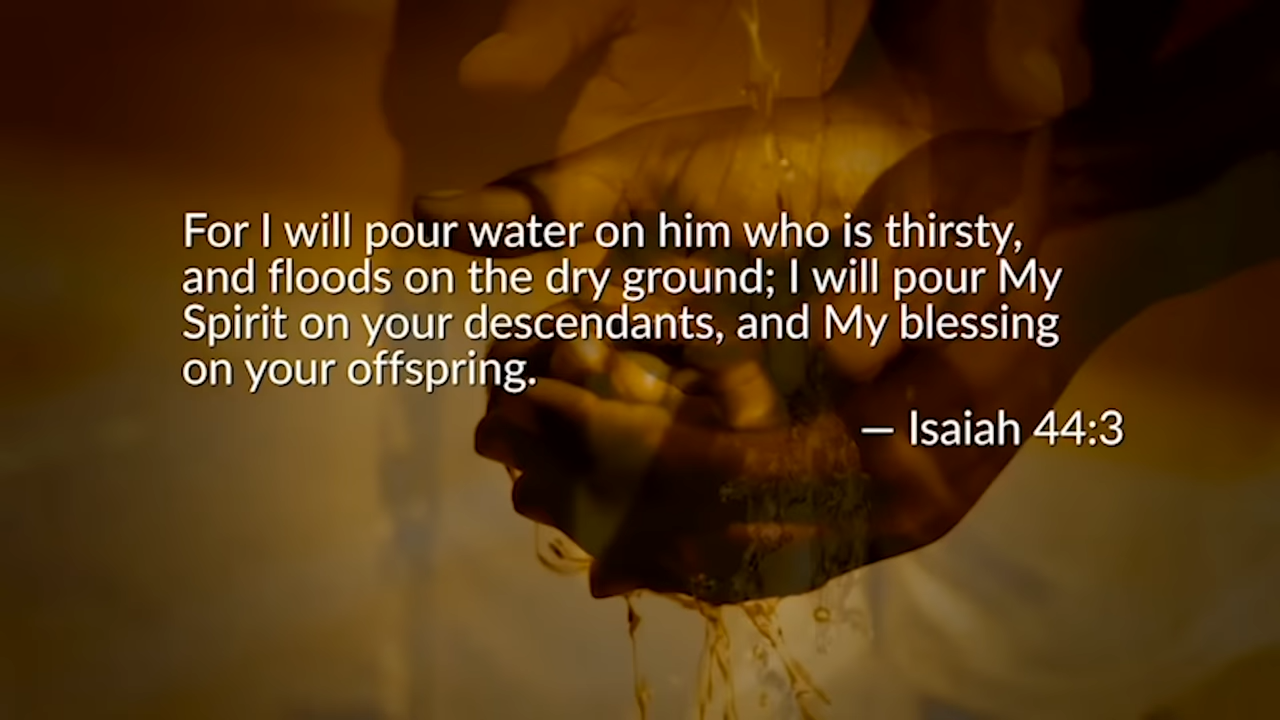 For I will pour water on him who is thirsty,
and floods on the dry ground; I will pour My
Spirit on your descendants, and My blessing
on your offspring.
— Isaiah 44:3